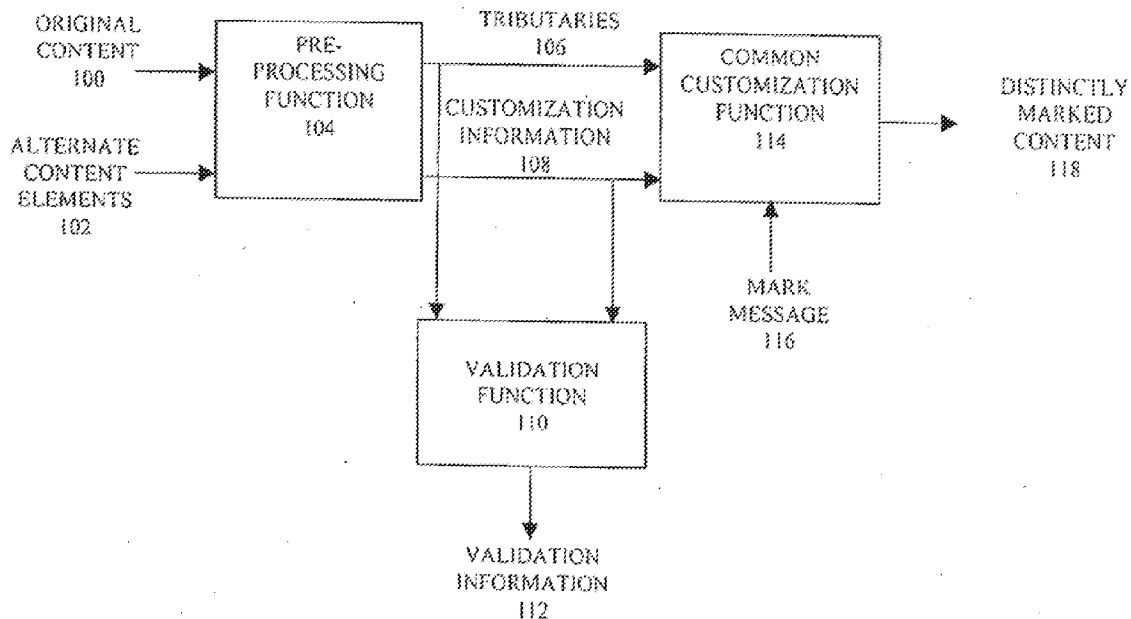 ORIGINAL
CONTENT
100
ALTERNATE
CONTENT
ELEMENTS
102
PRE-
PROCESSING
FUNCTION
104
TRIBUTARIES
106
CUSTOMIZATION
INFORMATION
108
COMMON
CUSTOMIZATION
FUNCTION
114
DISTINCTLY
MARKED
CONTENT
118
MARK
MESSAGE
116
VALIDATION
FUNCTION
110
VALIDATION
INFORMATION
112